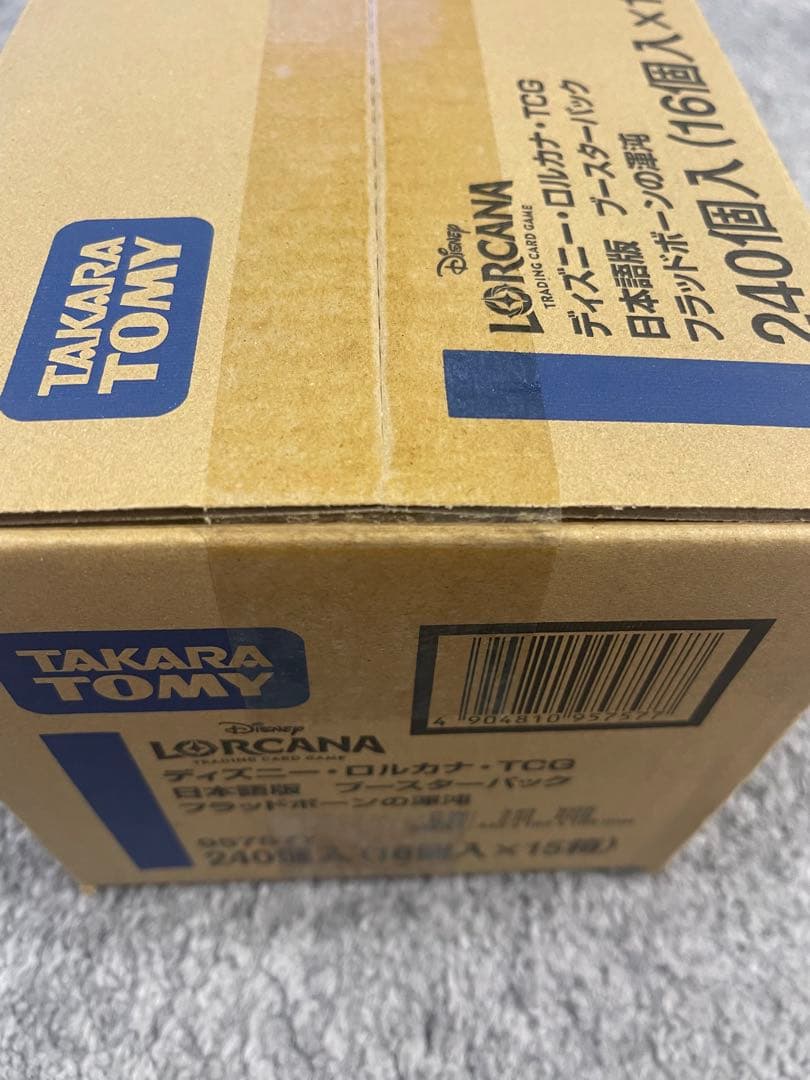 TAKARA
TOMY
Disney
LORCANA
TRADING CARD GAME
ディズニー・ロルカナ・TCG
日本語版 ブースターパック
フラッドボーンの渾沌
240個入(16個入×1
TAKARA
TOMY
4 904810 957577
Disney
LORCANA
TRADING CARD GAME
ディズニー・ロルカナ・TCG
日本語版 ブースターパック
フラッドボーンの渾沌
240個入(16個入×15箱)